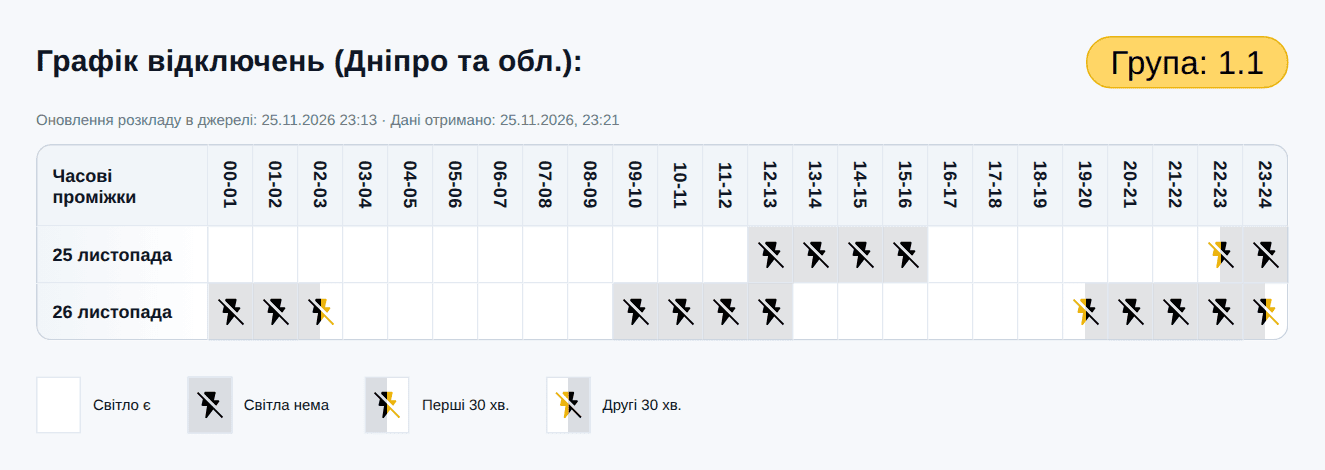 Графік відключень (Дніпро та обл.):
Група: 1.1
Оновлення розкладу в джерелі: 25.11.2026 23:13 · Дані отримано: 25.11.2026, 23:21
Часові
проміжки
00-01
01-02
02-03
03-04
04-05
05-06
06-07
07-08
08-09
09-10
10-11
11-12
12-13
13-14
14-15
15-16
16-17
17-18
18-19
19-20
20-21
21-22
22-23
23-24
25 листопада
26 листопада
Світло є
Світла нема
Перші 30 хв.
Другі 30 хв.